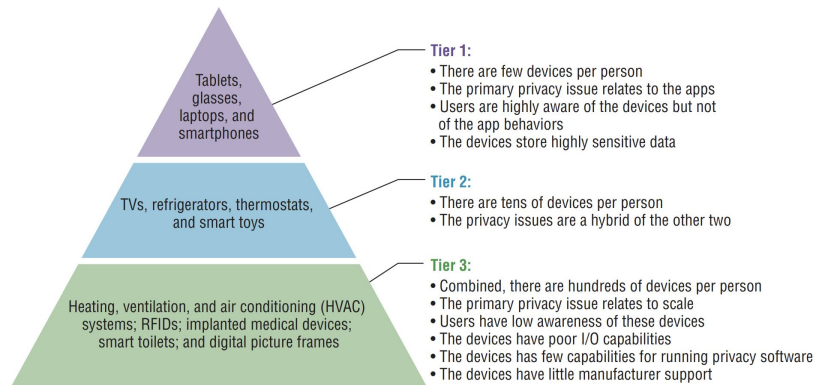 Tablets,
glasses,
laptops, and
smartphones
Tier 1:
• There are few devices per person
• The primary privacy issue relates to the apps
• Users are highly aware of the devices but not
of the app behaviors
• The devices store highly sensitive data
TVs, refrigerators, thermostats,
and smart toys
Tier 2:
• There are tens of devices per person
• The privacy issues are a hybrid of the other two
Heating, ventilation, and air conditioning (HVAC)
systems; RFIDs; implanted medical devices;
smart toilets; and digital picture frames
Tier 3:
• Combined, there are hundreds of devices per person
• The primary privacy issue relates to scale
• Users have low awareness of these devices
• The devices have poor I/O capabilities
• The devices has few capabilities for running privacy software
• The devices have little manufacturer support